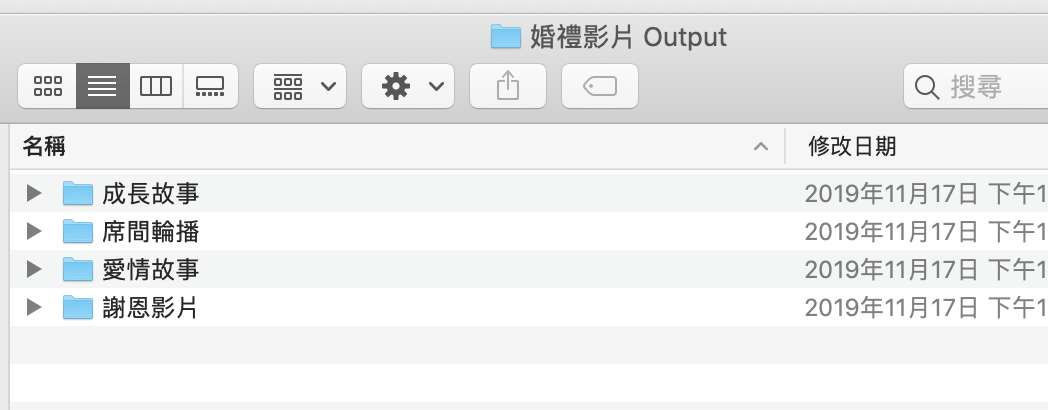 婚禮影片 Output
搜尋
名稱 修改日期
成長故事 2019年11月17日 下午1
席間輪播 2019年11月17日 下午1
愛情故事 2019年11月17日 下午1
謝恩影片 2019年11月17日 下午1